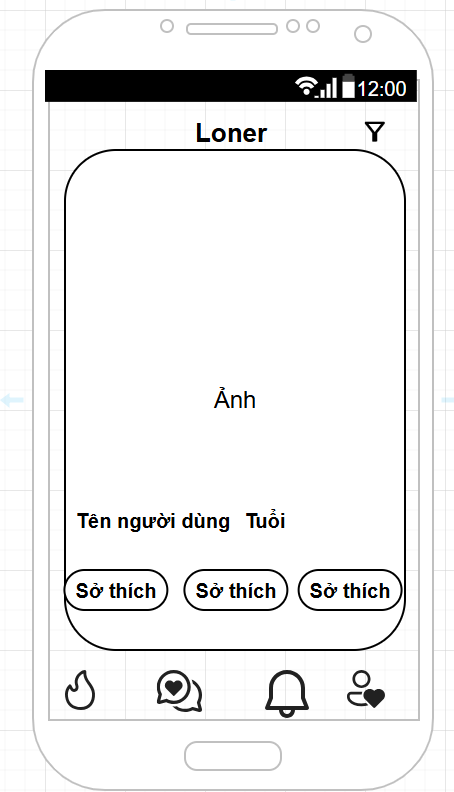 12:00
Loner
Ảnh
Tên người dùng Tuổi
Sở thích Sở thích Sở thích